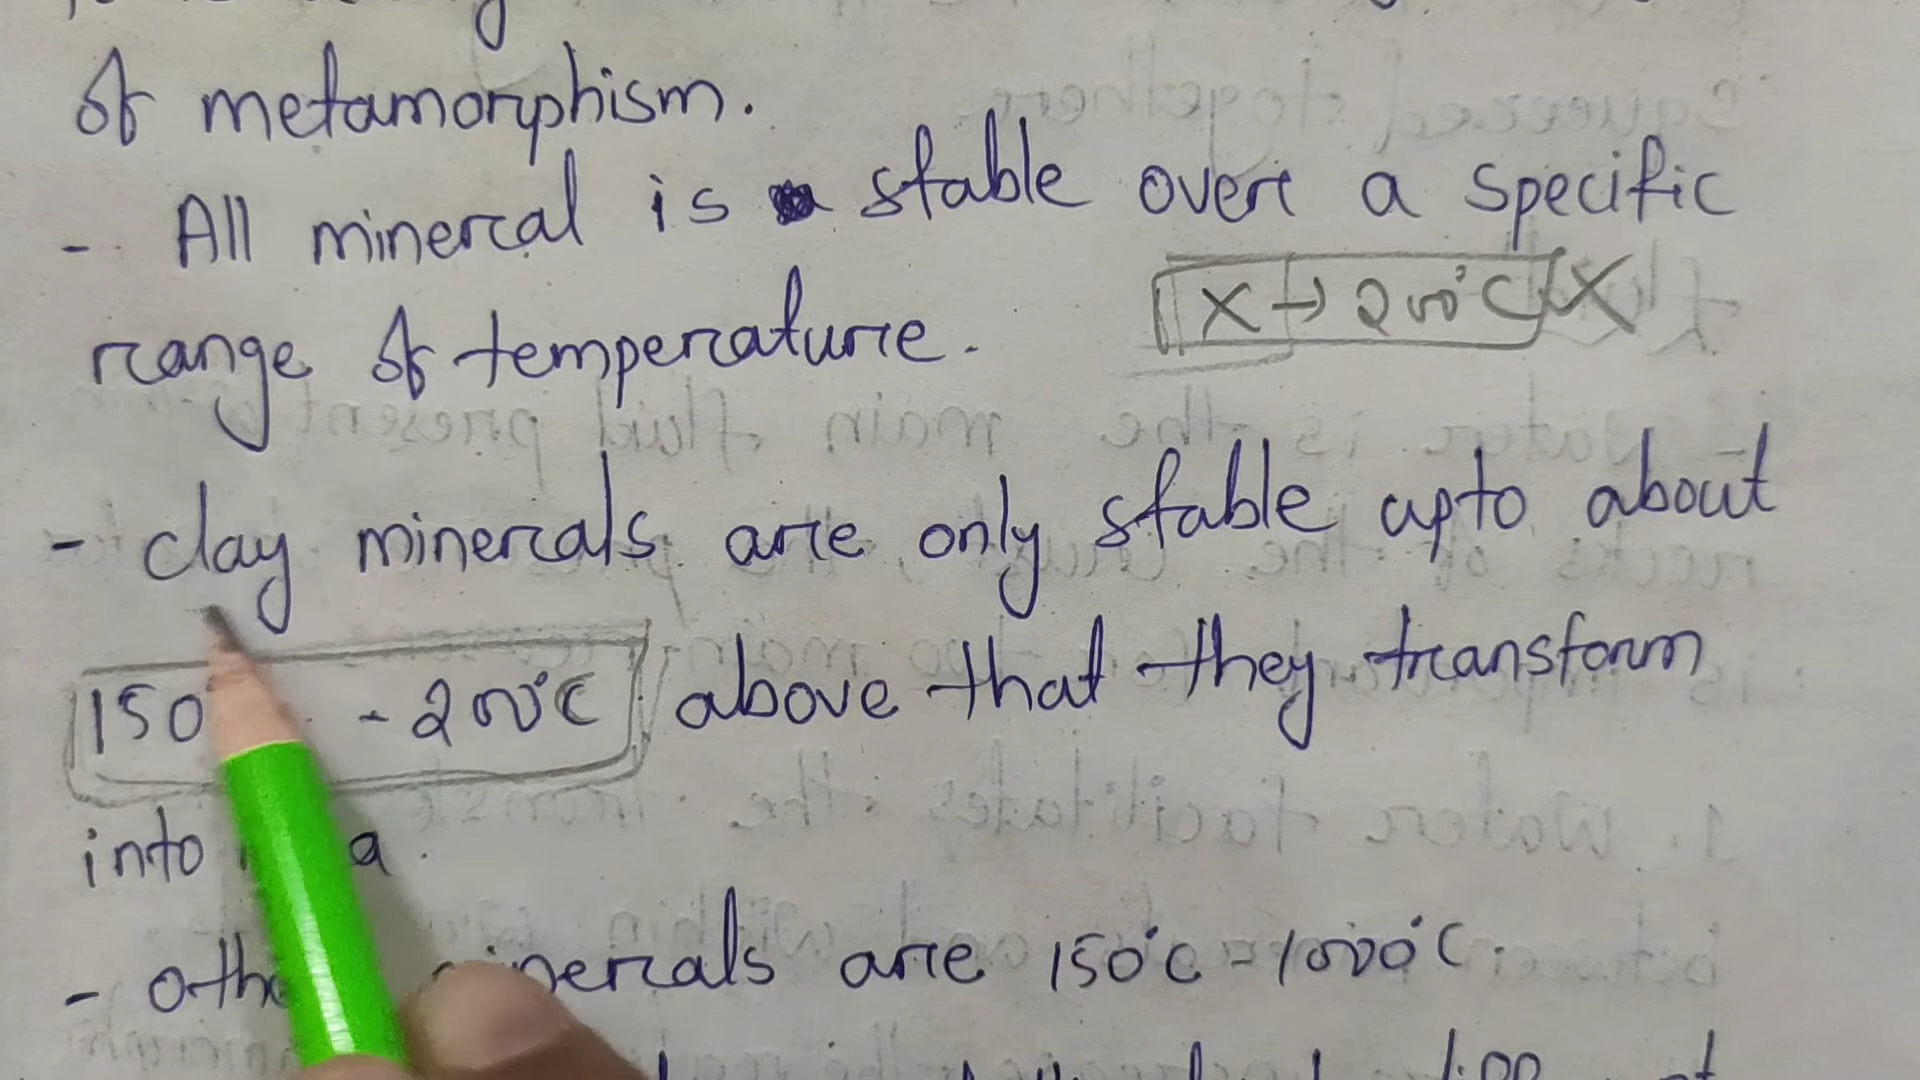 of metamorphism.
- All mineral is stable over a specific
X → 200°C X
range of temperature.
- clay minerals are only stable upto about
150 - 200°C above that they transform
into a
- othe minerals are 150°C - 1000°C.